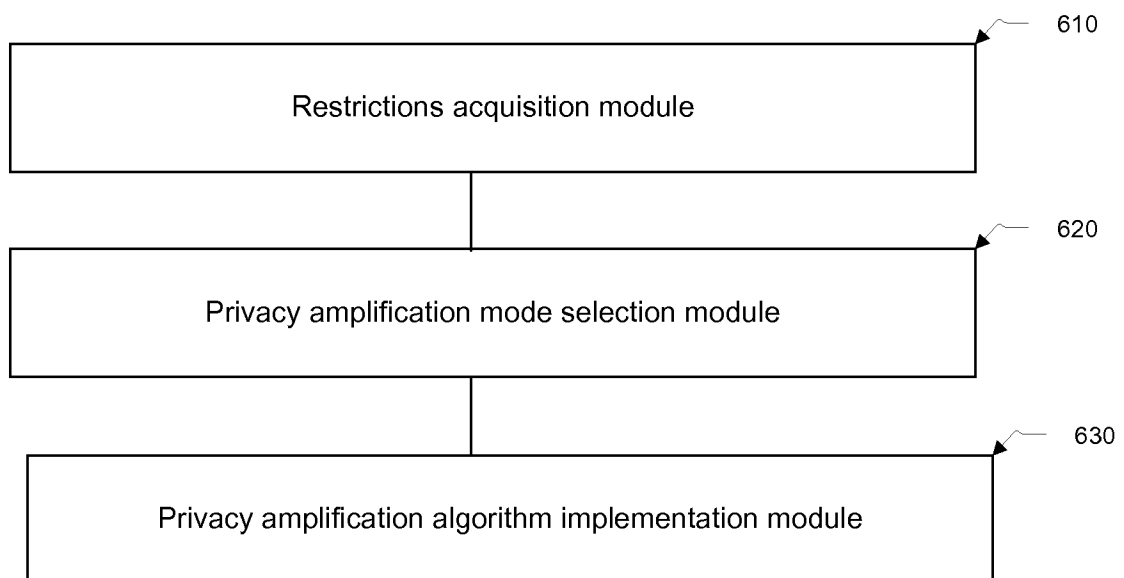 610
Restrictions acquisition module
620
Privacy amplification mode selection module
630
Privacy amplification algorithm implementation module